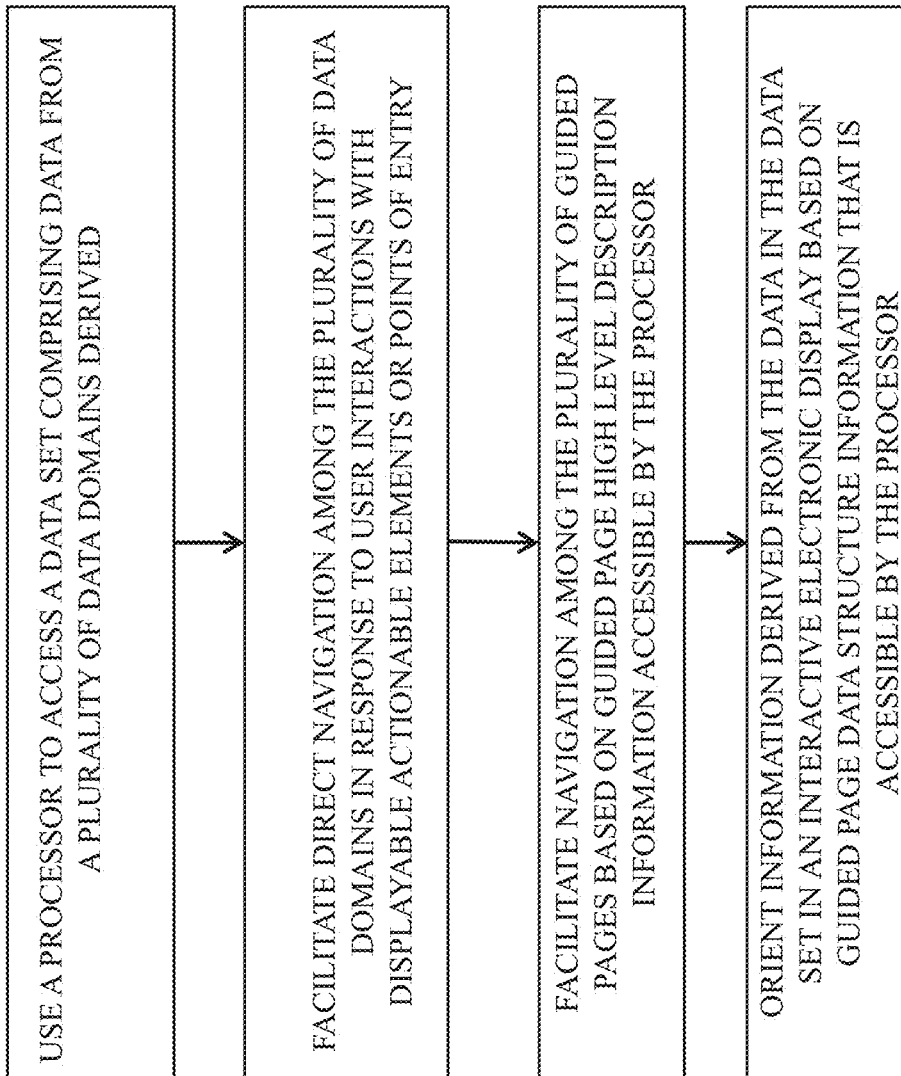 USE A PROCESSOR TO ACCESS A DATA SET COMPRISING DATA FROM
A PLURALITY OF DATA DOMAINS DERIVED
FACILITATE DIRECT NAVIGATION AMONG THE PLURALITY OF DATA
DOMAINS IN RESPONSE TO USER INTERACTIONS WITH
DISPLAYABLE ACTIONABLE ELEMENTS OR POINTS OF ENTRY
FACILITATE NAVIGATION AMONG THE PLURALITY OF GUIDED
PAGES BASED ON GUIDED PAGE HIGH LEVEL DESCRIPTION
INFORMATION ACCESSIBLE BY THE PROCESSOR
ORIENT INFORMATION DERIVED FROM THE DATA IN THE DATA
SET IN AN INTERACTIVE ELECTRONIC DISPLAY BASED ON
GUIDED PAGE DATA STRUCTURE INFORMATION THAT IS
ACCESSIBLE BY THE PROCESSOR